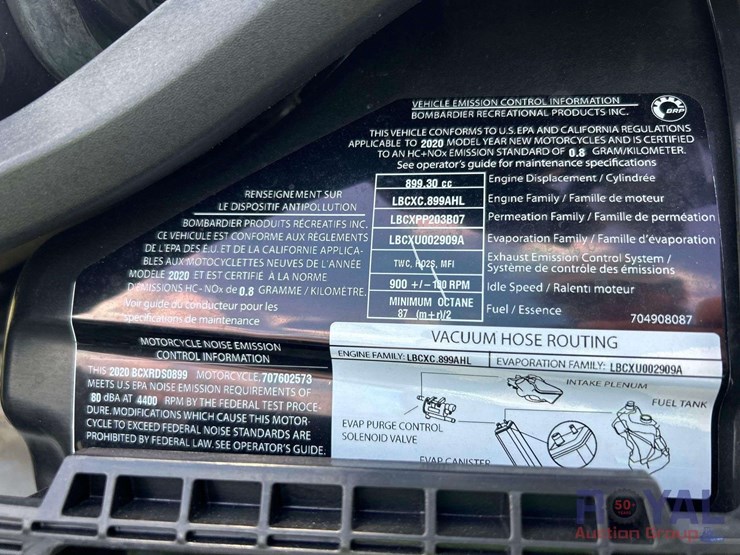 VEHICLE EMISSION CONTROL INFORMATION
BOMBARDIER RECREATIONAL PRODUCTS INC.
BRP
THIS VEHICLE CONFORMS TO U.S. EPA AND CALIFORNIA REGULATIONS
APPLICABLE TO 2020 MODEL YEAR NEW MOTORCYCLES AND IS CERTIFIED
TO AN HC+NOx EMISSION STANDARD OF 0.8 GRAM/KILOMETER.
See operator's guide for maintenance specifications
899.30 cc Engine Displacement / Cylindrée
LBCXC.899AHL Engine Family / Famille de moteur
LBCXPP203B07 Permeation Family / Famille de perméation
LBCXU002909A Evaporation Family / Famille d'évaporation
TWC, HO2S, MFI Exhaust Emission Control System /
Système de contrôle des émissions
900 +/- 100 RPM Idle Speed / Ralenti moteur
MINIMUM OCTANE
87 (m+r)/2 Fuel / Essence
704908087
RENSEIGNEMENT SUR
LE DISPOSITIF ANTIPOLLUTION
BOMBARDIER PRODUITS RÉCRÉATIFS INC.
CE VÉHICULE EST CONFORME AUX RÈGLEMENTS
DE L'EPA DES É.U. ET DE LA CALIFORNIE APPLICA-
BLES AUX MOTOCYCLETTES NEUVES DE L'ANNÉE
MODÈLE 2020 ET EST CERTIFIÉ À LA NORME
D'ÉMISSIONS HC-NOx de 0.8 GRAMME / KILOMÈTRE.
Voir guide du conducteur pour les
spécifications de maintenance
MOTORCYCLE NOISE EMISSION
CONTROL INFORMATION
THIS 2020 BCXRDS0899 MOTORCYCLE, 707602573
MEETS U.S EPA NOISE EMISSION REQUIREMENTS OF
80 dBA AT 4400 RPM BY THE FEDERAL TEST PROCE-
DURE. MODIFICATIONS WHICH CAUSE THIS MOTOR-
CYCLE TO EXCEED FEDERAL NOISE STANDARDS ARE
PROHIBITED BY FEDERAL LAW. SEE OPERATOR'S GUIDE.
VACUUM HOSE ROUTING
ENGINE FAMILY: LBCXC.899AHL EVAPORATION FAMILY: LBCXU002909A
INTAKE PLENUM
FUEL TANK
EVAP PURGE CONTROL
SOLENOID VALVE
EVAP CANISTER
50+
ROYAL
Auction Group